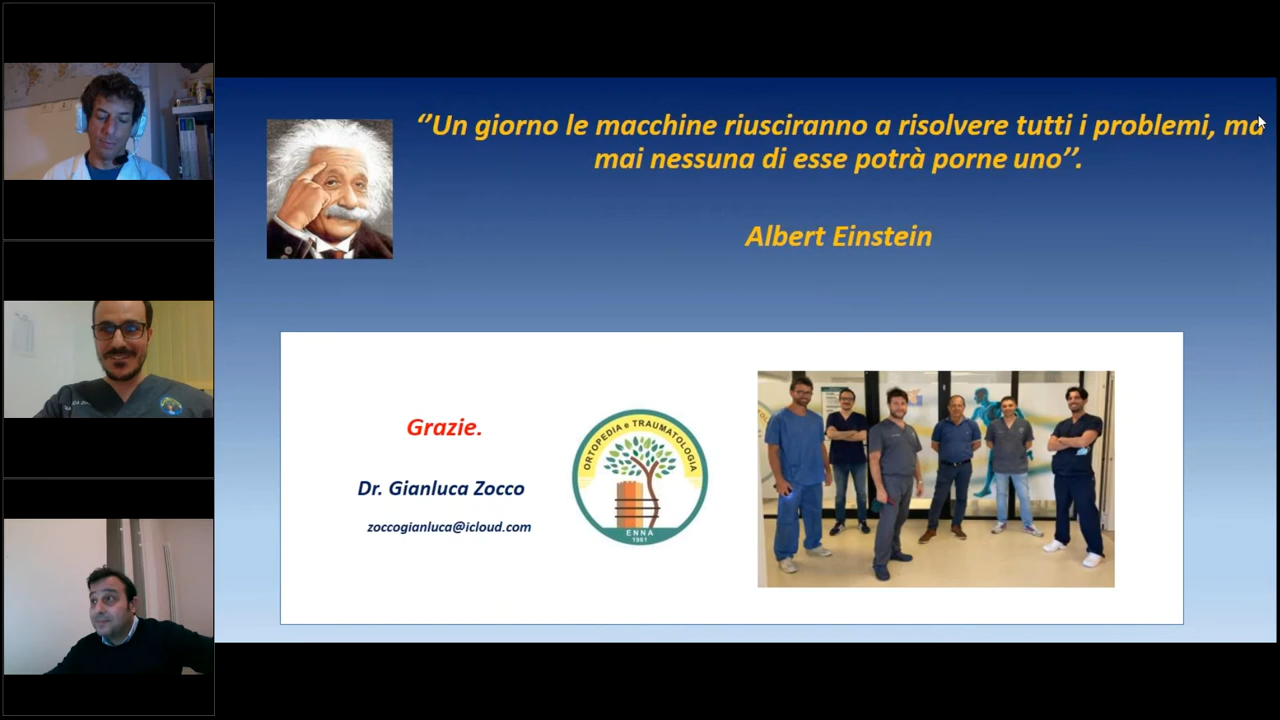 ‘’Un giorno le macchine riusciranno a risolvere tutti i problemi, ma
mai nessuna di esse potrà porne uno’’.
Albert Einstein
Grazie.
Dr. Gianluca Zocco
zoccogianluca@icloud.com
ORTOPEDIA e TRAUMATOLOGIA
ENNA
1981